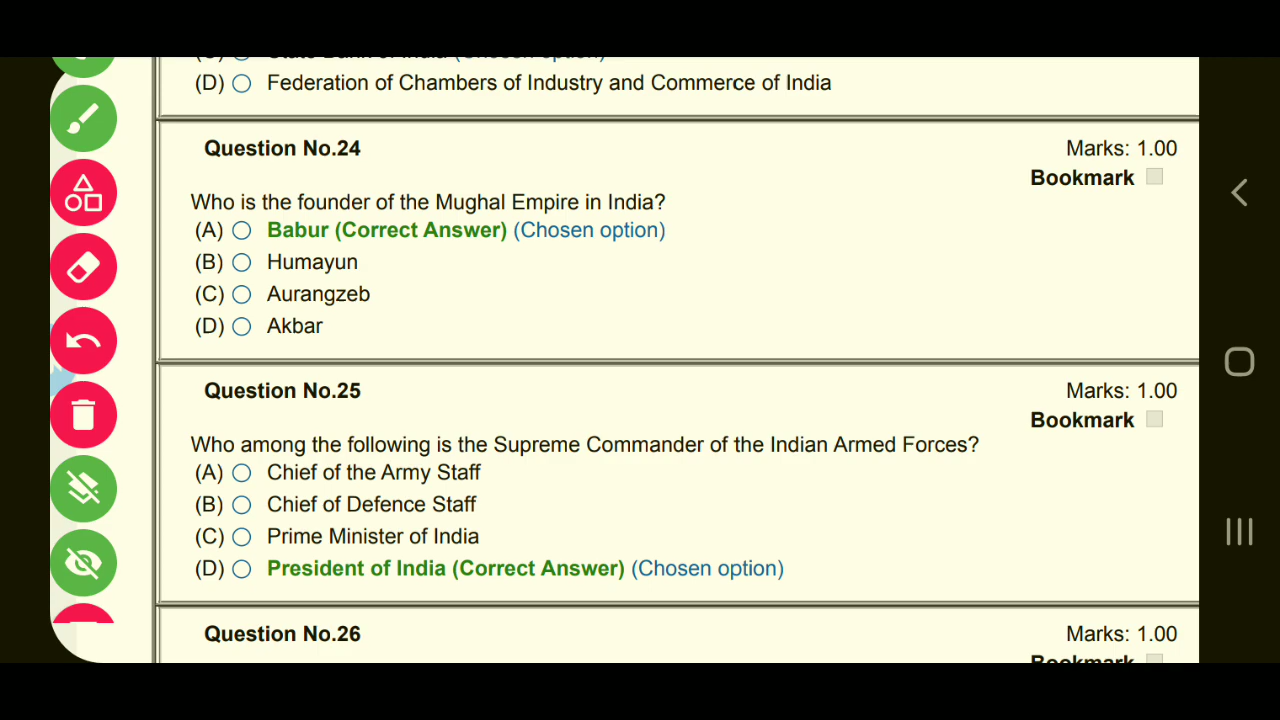 (D) Federation of Chambers of Industry and Commerce of India
Question No.24 Marks: 1.00
Bookmark
Who is the founder of the Mughal Empire in India?
(A) Babur (Correct Answer) (Chosen option)
(B) Humayun
(C) Aurangzeb
(D) Akbar
Question No.25 Marks: 1.00
Bookmark
Who among the following is the Supreme Commander of the Indian Armed Forces?
(A) Chief of the Army Staff
(B) Chief of Defence Staff
(C) Prime Minister of India
(D) President of India (Correct Answer) (Chosen option)
Question No.26 Marks: 1.00
Bookmark